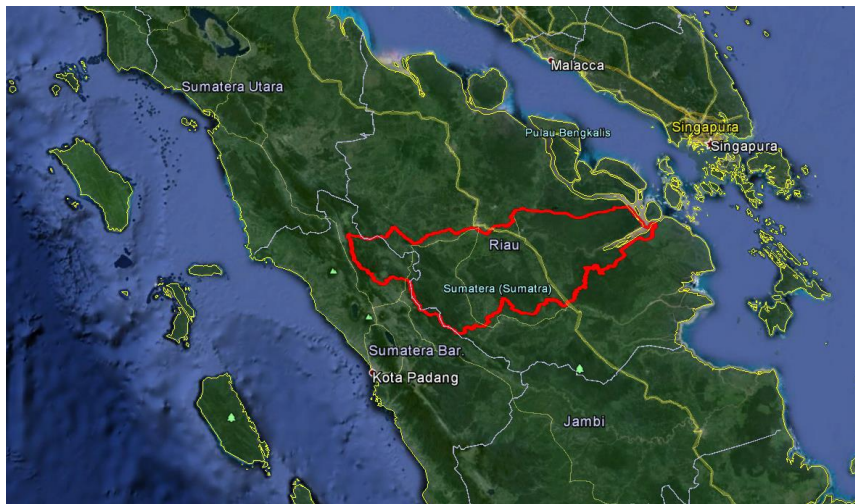 Malacca
Sumatera Utara
Singapura
Pulau Bengkalis
Singapura
Riau
Sumatera (Sumatra)
Sumatera Bar.
Kota Padang
Jambi